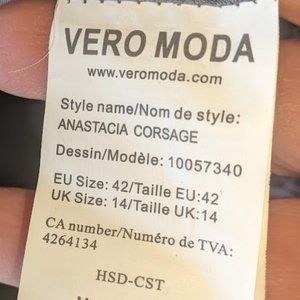 VERO MODA
www.veromoda.com
Style name/Nom de style:
ANASTACIA CORSAGE
Dessin/Modèle: 10057340
EU Size: 42/Taille EU:42
UK Size: 14/Taille UK:14
CA number/Numéro de TVA:
4264134
HSD-CST